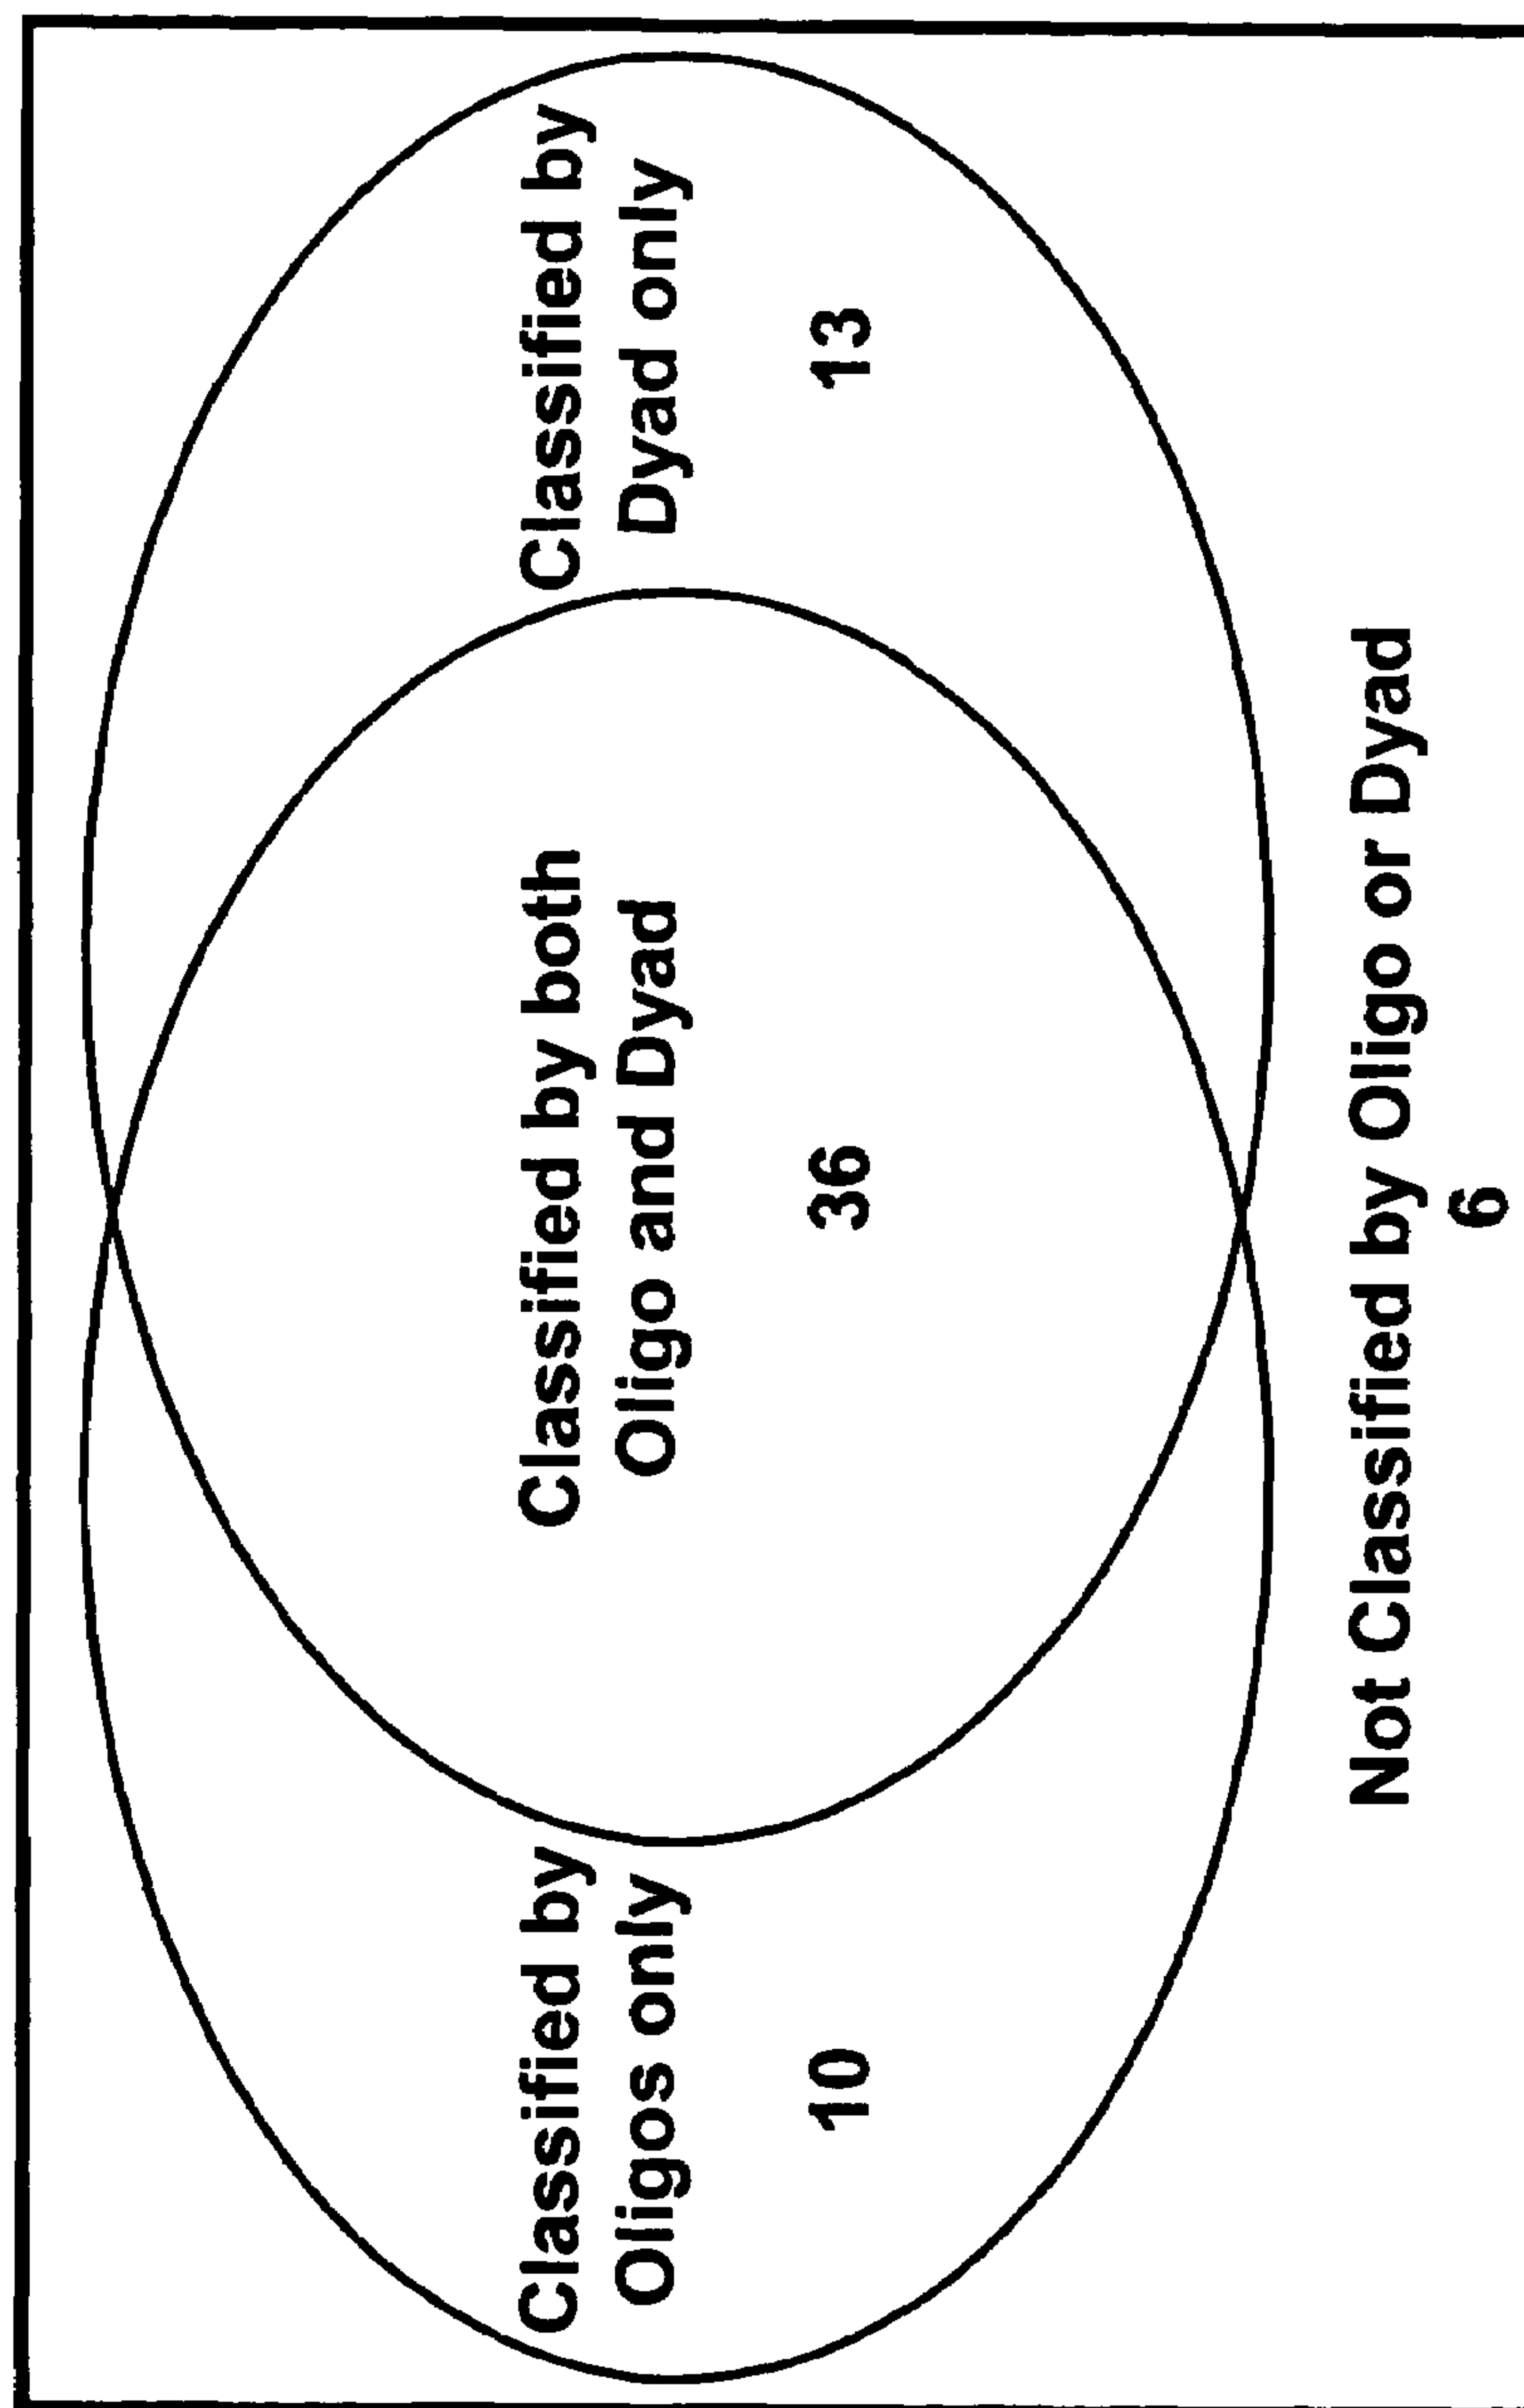 Classified by
Oligos only
10
Classified by both
Oligo and Dyad
36
Classified by
Dyad only
13
Not Classified by Oligo or Dyad
6